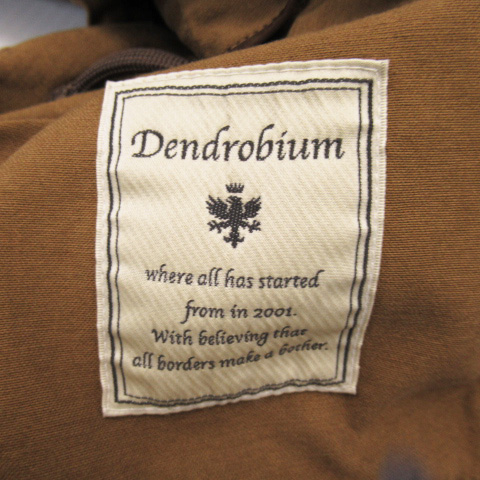 Dendrobium
where all has started
from in 2001.
With believing that
all borders make a bother.